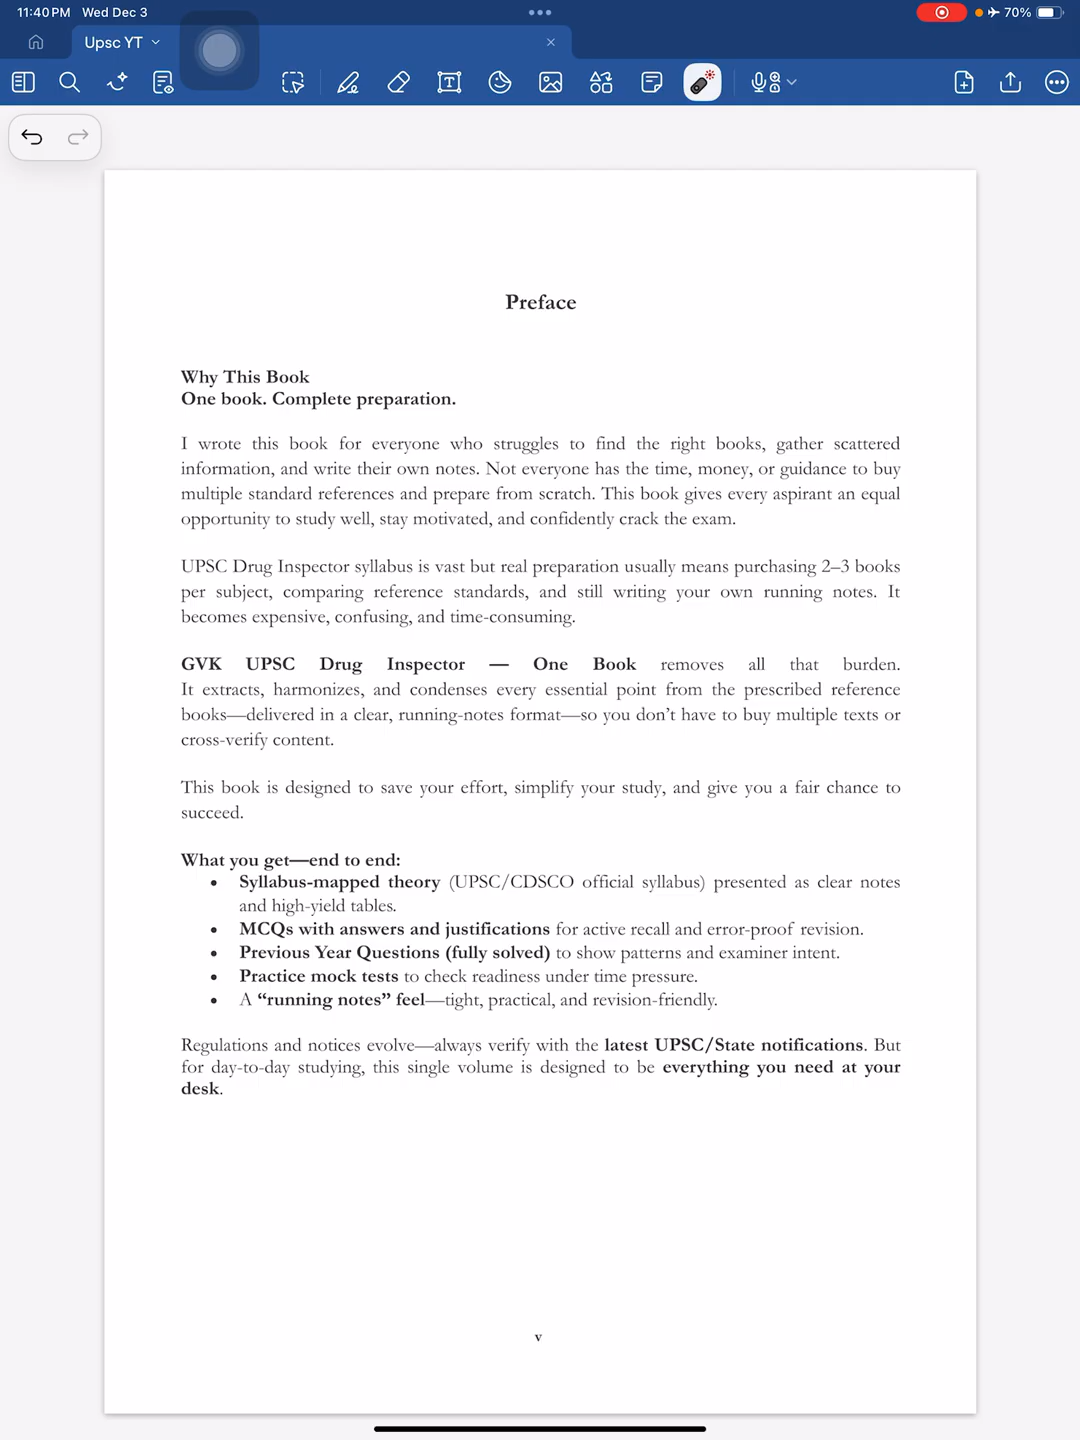 11:40 PM Wed Dec 3
70%
Upsc YT
Preface
Why This Book
One book. Complete preparation.
I wrote this book for everyone who struggles to find the right books, gather scattered
information, and write their own notes. Not everyone has the time, money, or guidance to buy
multiple standard references and prepare from scratch. This book gives every aspirant an equal
opportunity to study well, stay motivated, and confidently crack the exam.
UPSC Drug Inspector syllabus is vast but real preparation usually means purchasing 2–3 books
per subject, comparing reference standards, and still writing your own running notes. It
becomes expensive, confusing, and time-consuming.
GVK UPSC Drug Inspector — One Book removes all that burden.
It extracts, harmonizes, and condenses every essential point from the prescribed reference
books—delivered in a clear, running-notes format—so you don’t have to buy multiple texts or
cross-verify content.
This book is designed to save your effort, simplify your study, and give you a fair chance to
succeed.
What you get—end to end:
• Syllabus-mapped theory (UPSC/CDSCO official syllabus) presented as clear notes
and high-yield tables.
• MCQs with answers and justifications for active recall and error-proof revision.
• Previous Year Questions (fully solved) to show patterns and examiner intent.
• Practice mock tests to check readiness under time pressure.
• A “running notes” feel—tight, practical, and revision-friendly.
Regulations and notices evolve—always verify with the latest UPSC/State notifications. But
for day-to-day studying, this single volume is designed to be everything you need at your
desk.
v